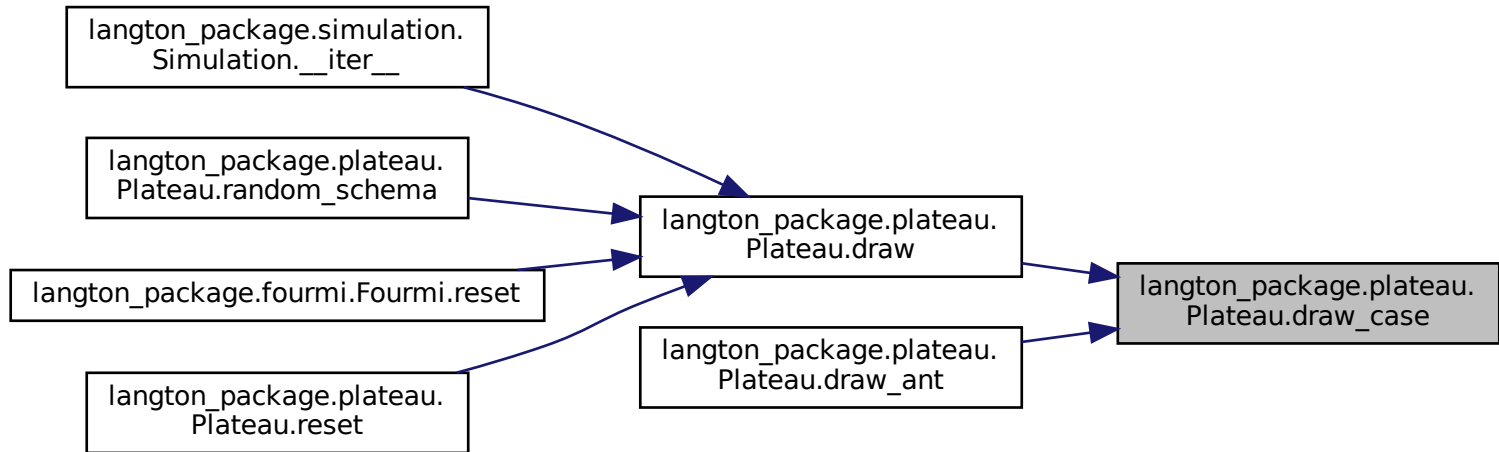 langton_package.simulation.
Simulation.__iter__
langton_package.plateau.
Plateau.random_schema
langton_package.fourmi.Fourmi.reset
langton_package.plateau.
Plateau.reset
langton_package.plateau.
Plateau.draw
langton_package.plateau.
Plateau.draw_ant
langton_package.plateau.
Plateau.draw_case